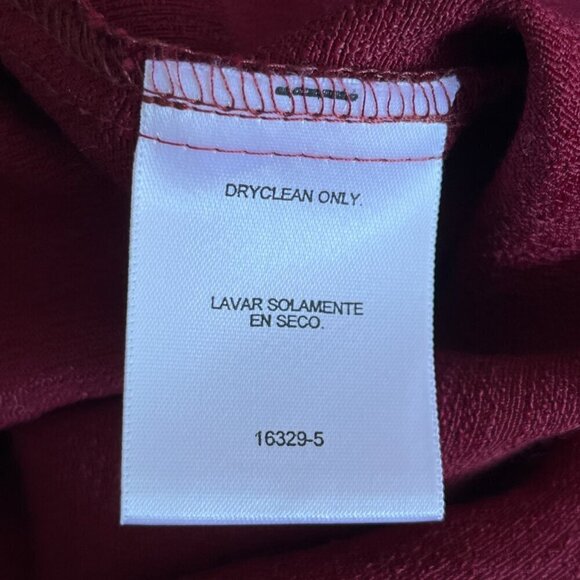 DRYCLEAN ONLY.
LAVAR SOLAMENTE
EN SECO.
16329-5